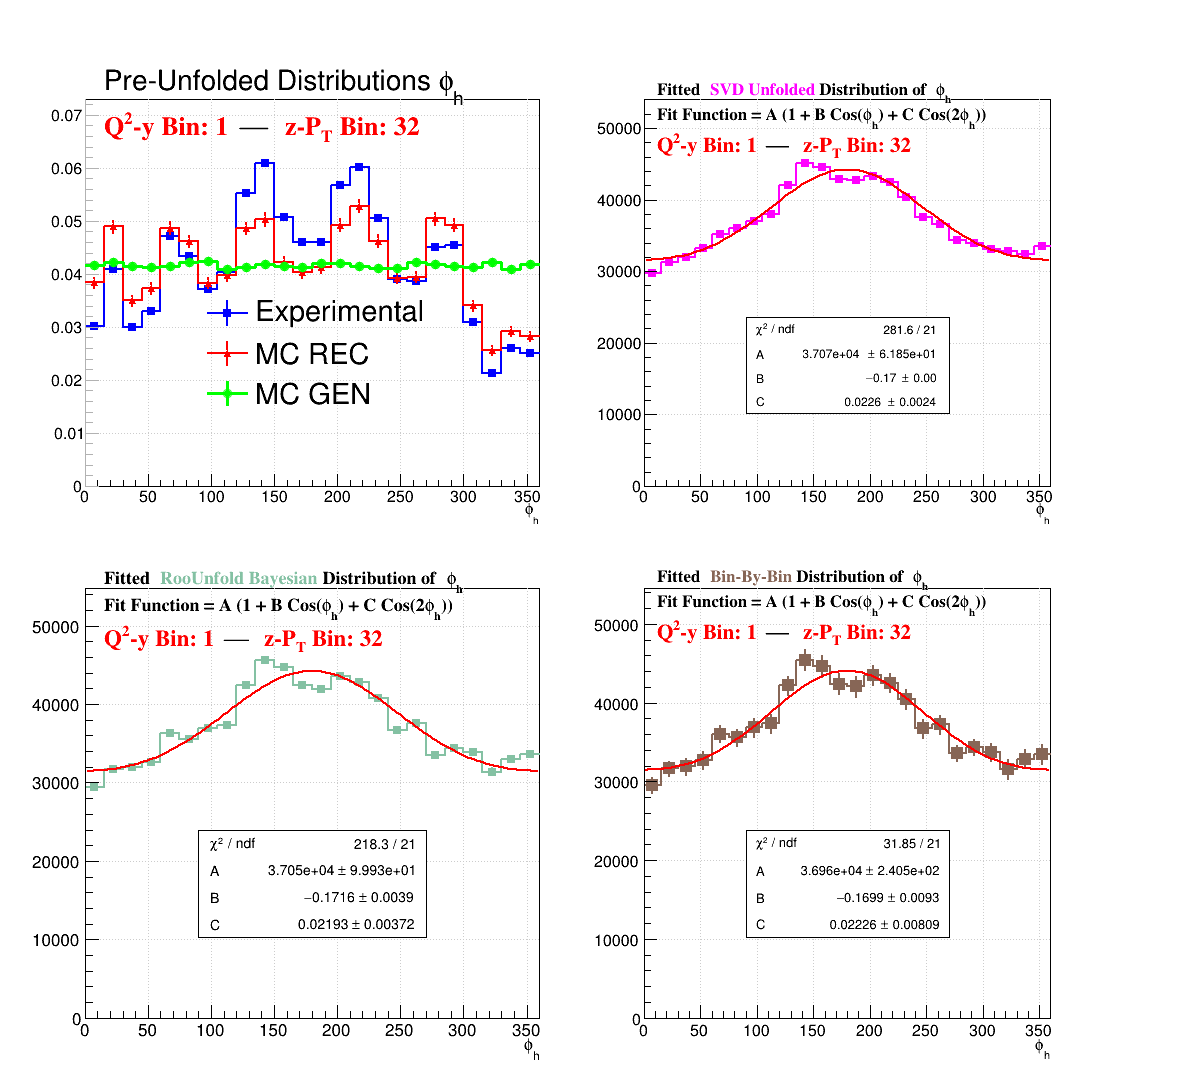 Pre-Unfolded Distributions ϕh
Q2-y Bin: 1 — z-PT Bin: 32
0.07
0.06
0.05
0.04
0.03
0.02
0.01
0
Experimental
MC REC
MC GEN
0 50 100 150 200 250 300 350
ϕh
Fitted SVD Unfolded Distribution of ϕh
Fit Function = A (1 + B Cos(ϕh) + C Cos(2ϕh))
Q2-y Bin: 1 — z-PT Bin: 32
50000
40000
30000
20000
10000
0
χ2 / ndf 281.6 / 21
A 3.707e+04 ± 6.185e+01
B −0.17 ± 0.00
C 0.0226 ± 0.0024
0 50 100 150 200 250 300 350
ϕh
Fitted RooUnfold Bayesian Distribution of ϕh
Fit Function = A (1 + B Cos(ϕh) + C Cos(2ϕh))
Q2-y Bin: 1 — z-PT Bin: 32
50000
40000
30000
20000
10000
0
χ2 / ndf 218.3 / 21
A 3.705e+04 ± 9.993e+01
B −0.1716 ± 0.0039
C 0.02193 ± 0.00372
0 50 100 150 200 250 300 350
ϕh
Fitted Bin-By-Bin Distribution of ϕh
Fit Function = A (1 + B Cos(ϕh) + C Cos(2ϕh))
Q2-y Bin: 1 — z-PT Bin: 32
50000
40000
30000
20000
10000
0
χ2 / ndf 31.85 / 21
A 3.696e+04 ± 2.405e+02
B −0.1699 ± 0.0093
C 0.02226 ± 0.00809
0 50 100 150 200 250 300 350
ϕh